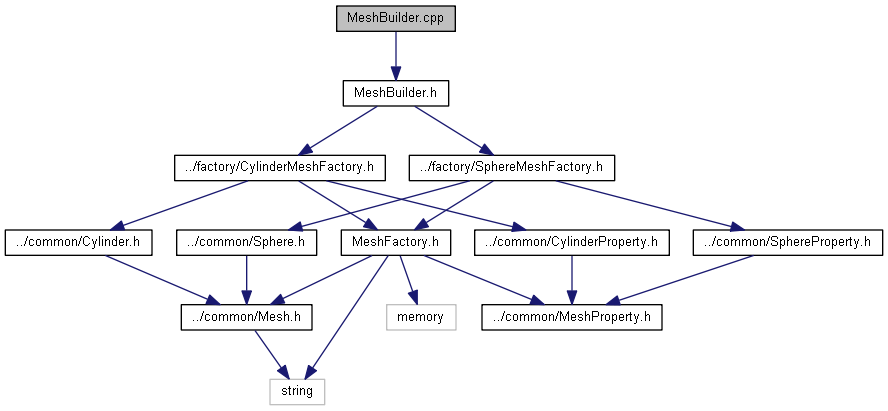 MeshBuilder.cpp
MeshBuilder.h
../factory/CylinderMeshFactory.h
../factory/SphereMeshFactory.h
../common/Cylinder.h
../common/Sphere.h
MeshFactory.h
../common/CylinderProperty.h
../common/SphereProperty.h
../common/Mesh.h
memory
../common/MeshProperty.h
string